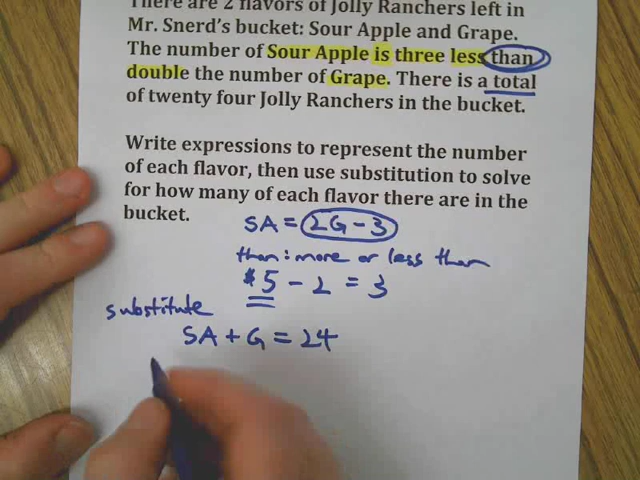 There are 2 flavors of Jolly Ranchers left in
Mr. Snerd's bucket: Sour Apple and Grape.
The number of Sour Apple is three less than
double the number of Grape. There is a total
of twenty four Jolly Ranchers in the bucket.
Write expressions to represent the number
of each flavor, then use substitution to solve
for how many of each flavor there are in the
bucket.
SA = 2G - 3
than: more or less than
$5 - 2 = 3
substitute
SA + G = 24